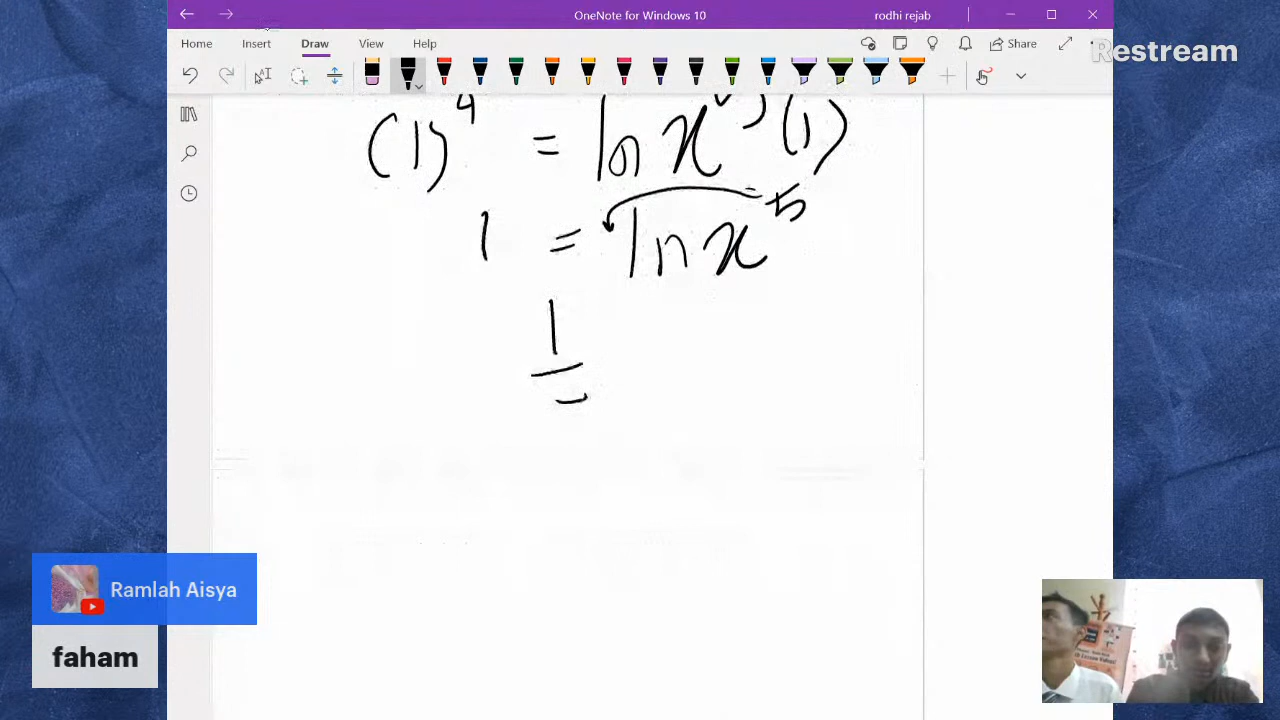 OneNote for Windows 10
rodhi rejab
Home Insert Draw View Help
Share
Restream
(1)⁴ = ln x (1)
1 = ln x⁵
1
Ramlah Aisya
faham